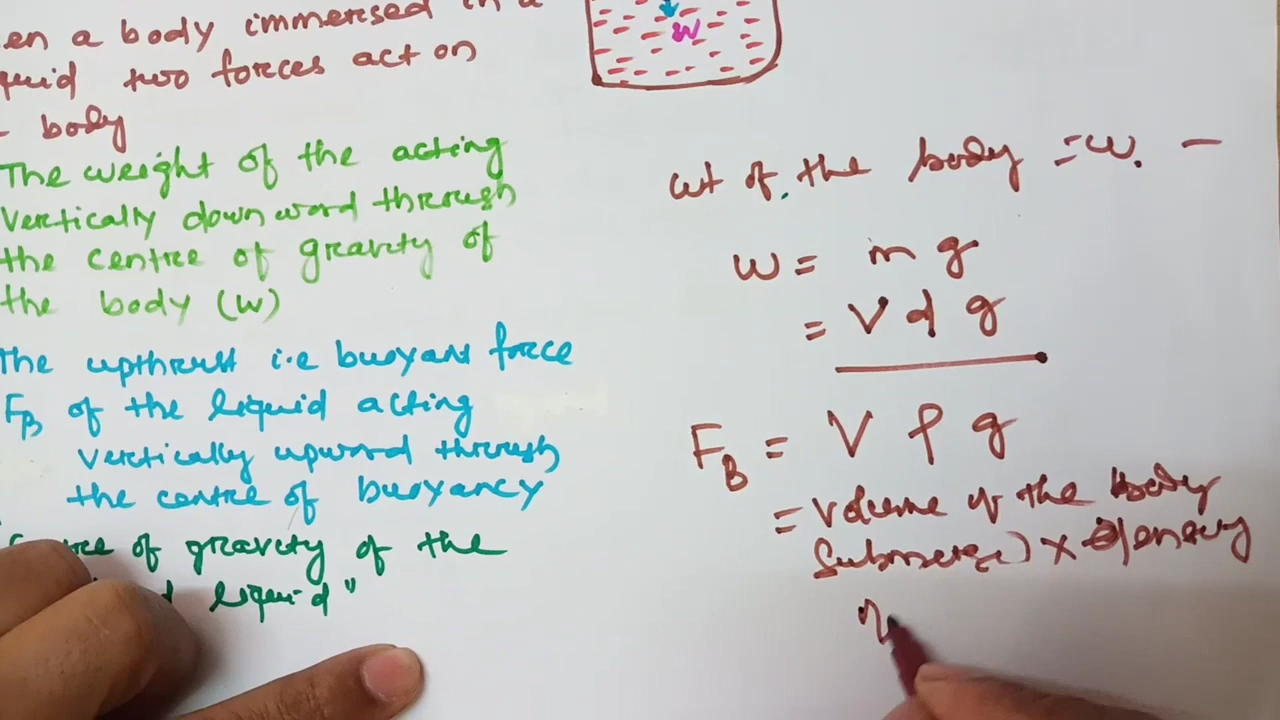 en a body immersed in a
quid two forces act on
body
The weight of the acting
vertically downward through
the centre of gravity of
the body (W)
The upthrust i.e buoyant force
FB of the liquid acting
vertically upward through
the centre of buoyancy
of gravity of the
liquid"
W
wt of the body = W. -
W = m g
= V d g
FB = V ρ g
= volume of the body
submerged × density